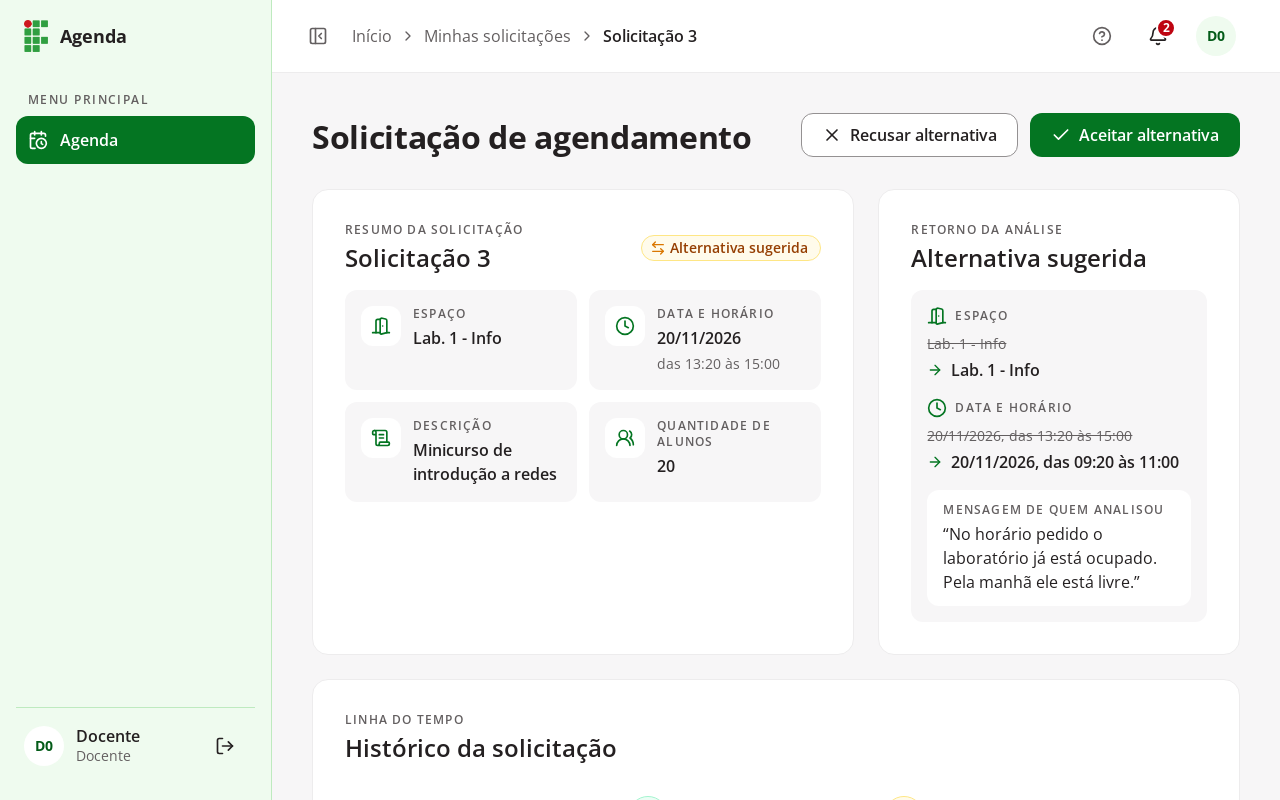 Agenda
MENU PRINCIPAL
Agenda
D0
Docente
Docente
Início
Minhas solicitações
Solicitação 3
2
D0
Solicitação de agendamento
Recusar alternativa
Aceitar alternativa
RESUMO DA SOLICITAÇÃO
Solicitação 3
Alternativa sugerida
ESPAÇO
Lab. 1 - Info
DATA E HORÁRIO
20/11/2026
das 13:20 às 15:00
DESCRIÇÃO
Minicurso de
introdução a redes
QUANTIDADE DE
ALUNOS
20
RETORNO DA ANÁLISE
Alternativa sugerida
ESPAÇO
Lab. 1 - Info
Lab. 1 - Info
DATA E HORÁRIO
20/11/2026, das 13:20 às 15:00
20/11/2026, das 09:20 às 11:00
MENSAGEM DE QUEM ANALISOU
“No horário pedido o
laboratório já está ocupado.
Pela manhã ele está livre.”
LINHA DO TEMPO
Histórico da solicitação